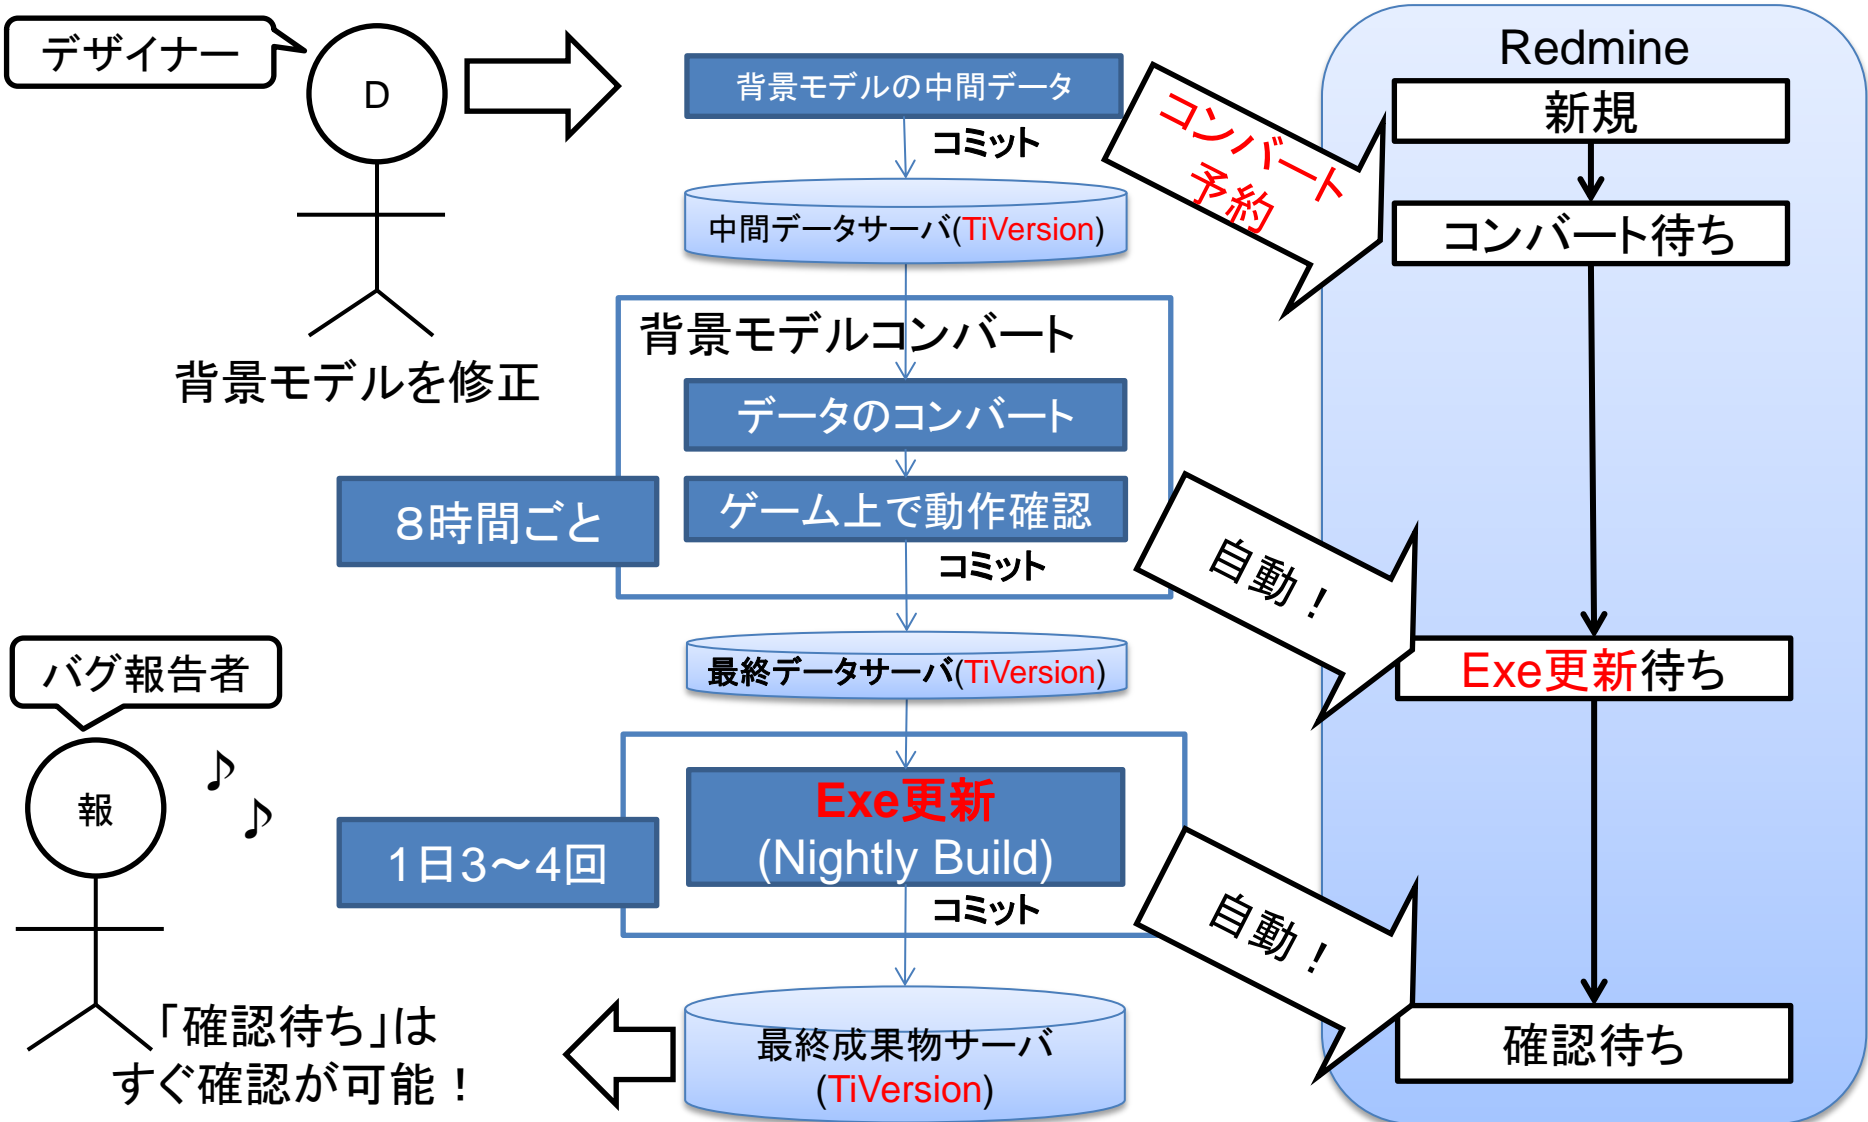 デザイナー
D
背景モデルを修正
背景モデルの中間データ
コミット
中間データサーバ(TiVersion)
コンバート
予約
背景モデルコンバート
データのコンバート
ゲーム上で動作確認
コミット
8時間ごと
自動！
最終データサーバ(TiVersion)
Exe更新
(Nightly Build)
コミット
1日3～4回
自動！
最終成果物サーバ
(TiVersion)
バグ報告者
報
♪
♪
「確認待ち」は
すぐ確認が可能！
Redmine
新規
コンバート待ち
Exe更新待ち
確認待ち